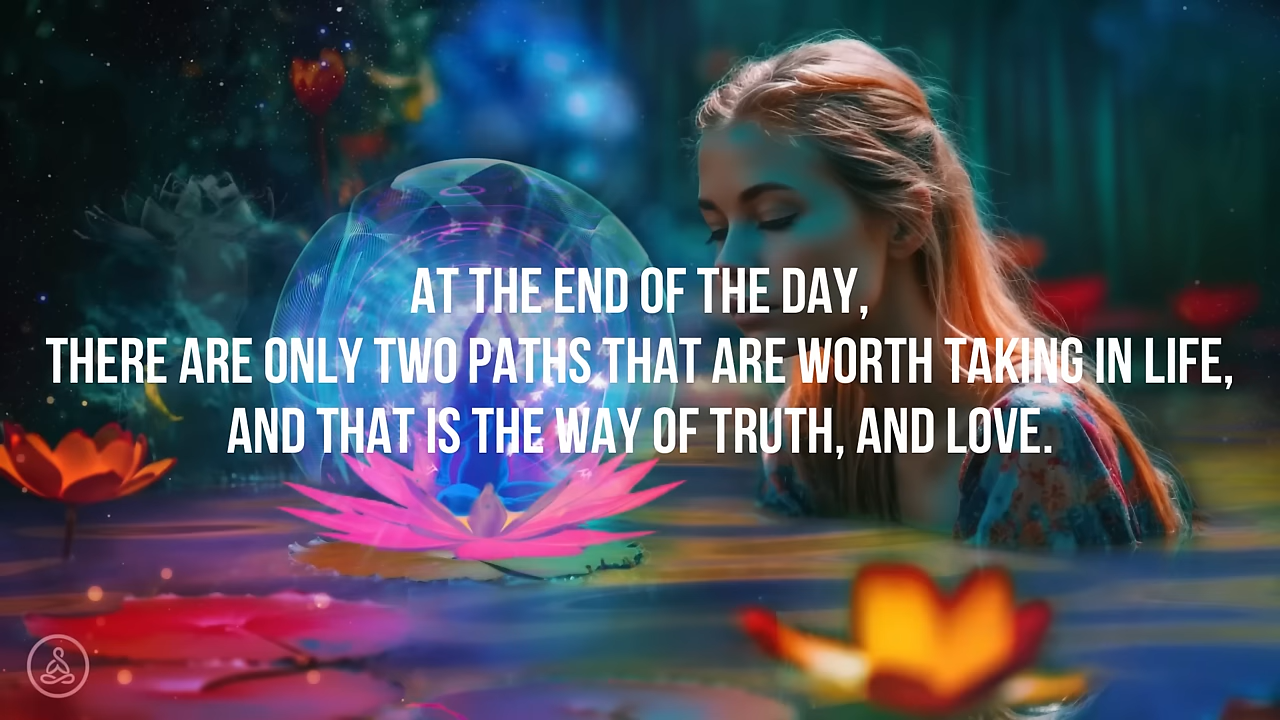 AT THE END OF THE DAY,
THERE ARE ONLY TWO PATHS THAT ARE WORTH TAKING IN LIFE,
AND THAT IS THE WAY OF TRUTH, AND LOVE.